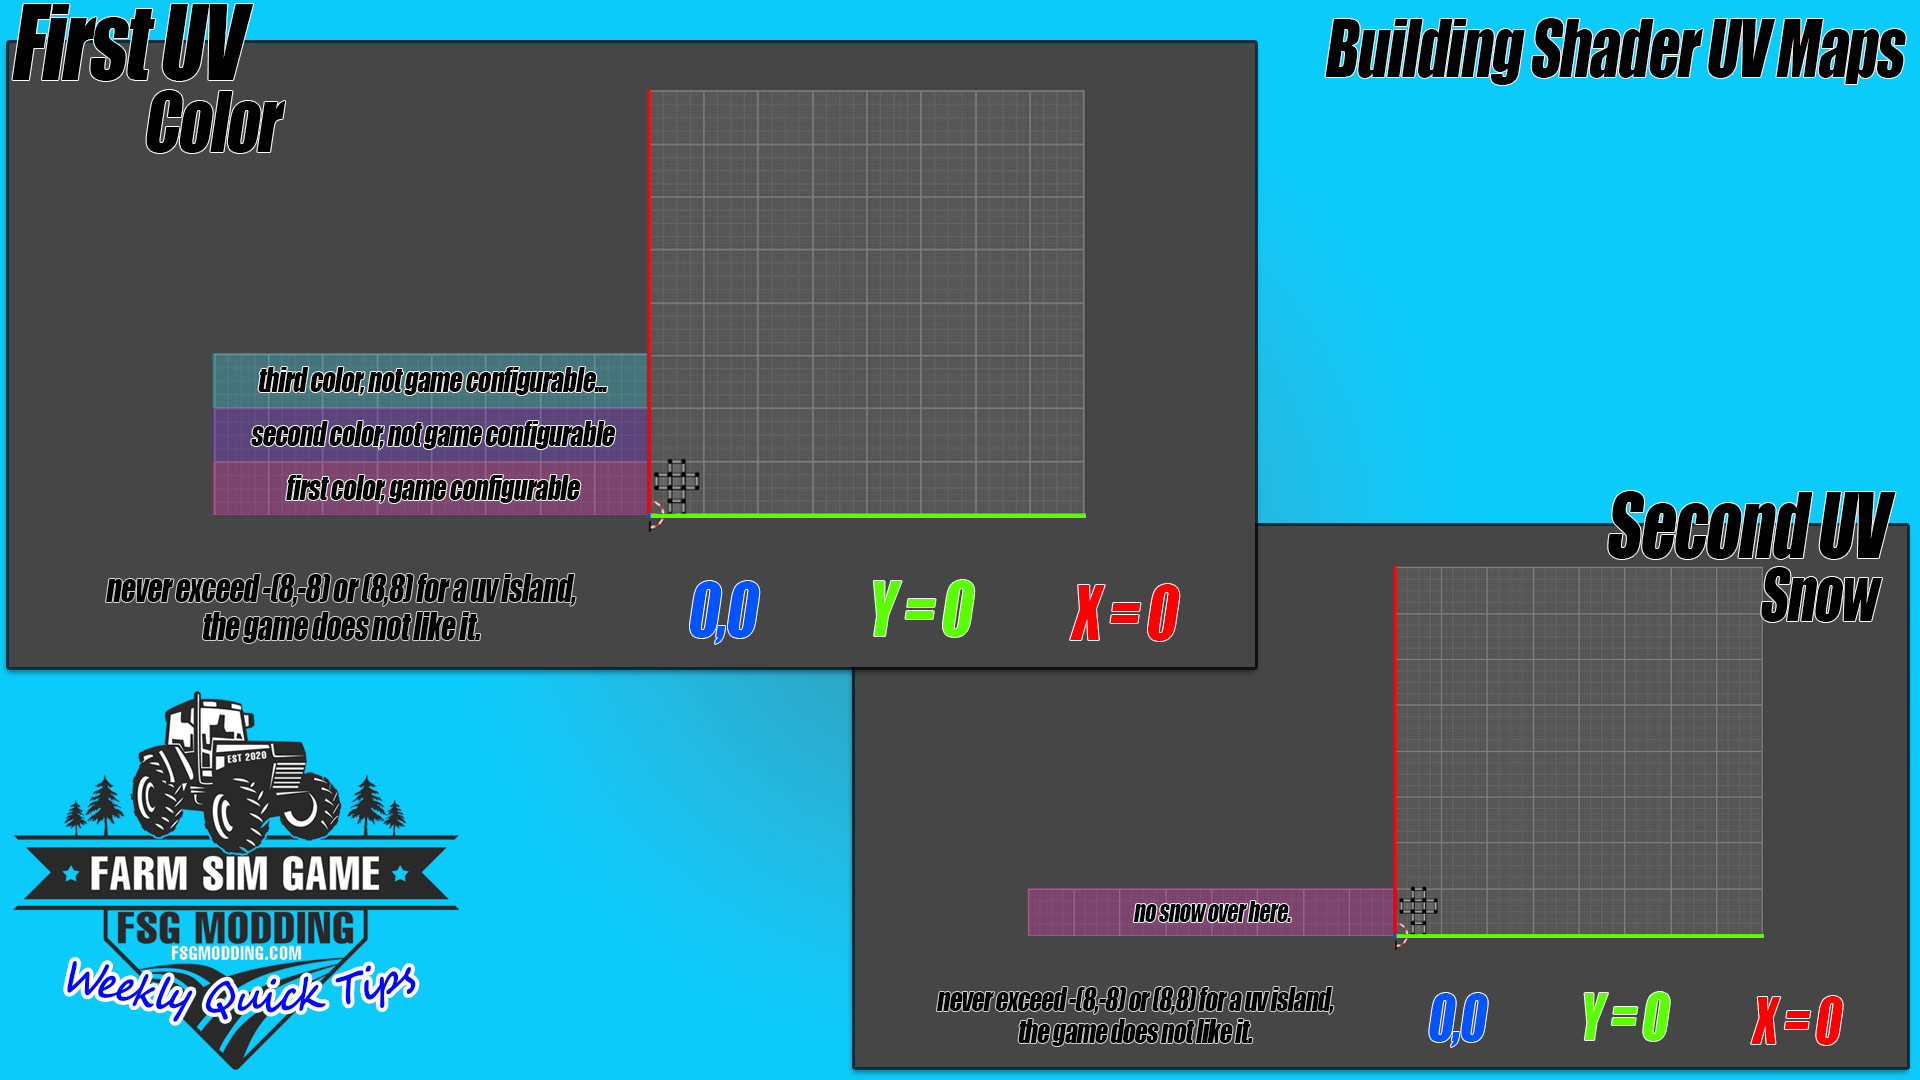 First UV
Color
Building Shader UV Maps
third color, not game configurable...
second color, not game configurable
first color, game configurable
never exceed -(8,-8) or (8,8) for a uv island,
the game does not like it.
0,0
Y = 0
X = 0
Second UV
Snow
no snow over here.
never exceed -(8,-8) or (8,8) for a uv island,
the game does not like it.
0,0
Y = 0
X = 0
EST 2020
FARM SIM GAME
FSG MODDING
FSGMODDING.COM
Weekly Quick Tips